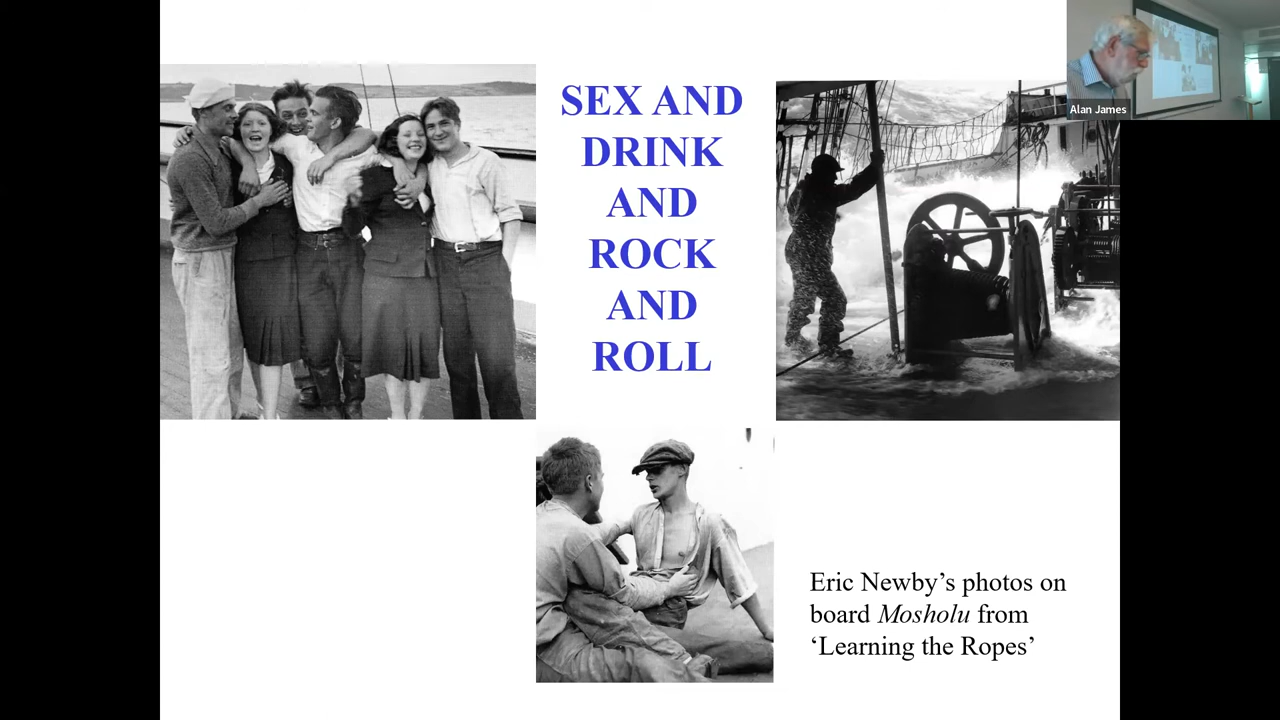 SEX AND
DRINK
AND
ROCK
AND
ROLL
Alan James
Eric Newby’s photos on
board Mosholu from
‘Learning the Ropes’